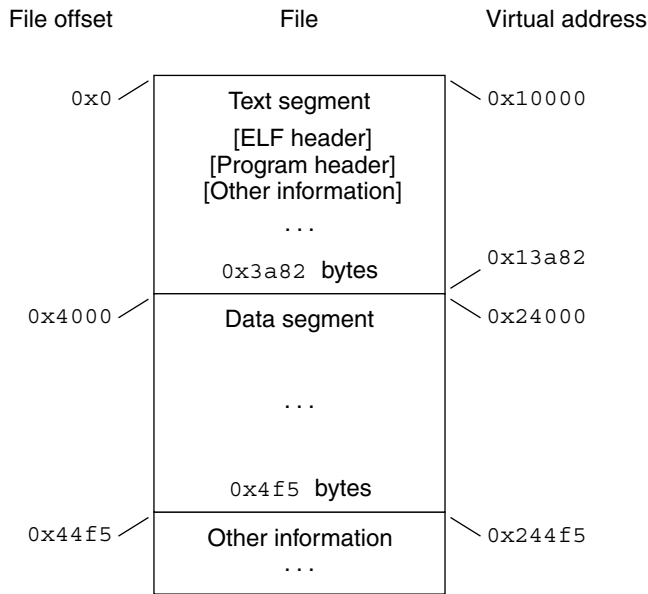 File offset File Virtual address
0x0 Text segment 0x10000
[ELF header]
[Program header]
[Other information]
. . .
0x3a82 bytes 0x13a82
0x4000 Data segment 0x24000
. . .
0x4f5 bytes
0x44f5 Other information 0x244f5
. . .